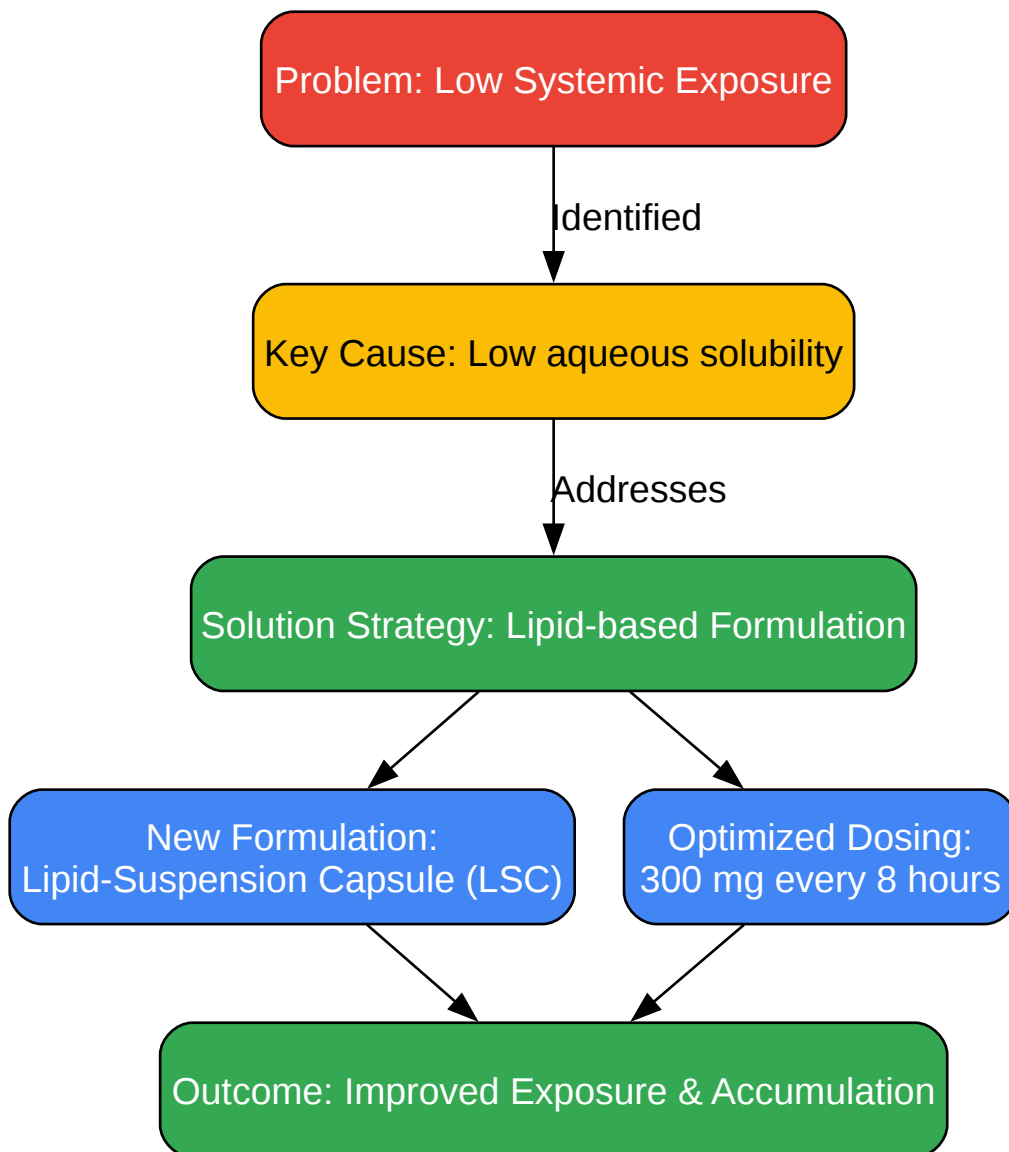 Problem: Low Systemic Exposure
Identified
Key Cause: Low aqueous solubility
Addresses
Solution Strategy: Lipid-based Formulation
New Formulation:
Lipid-Suspension Capsule (LSC)
Optimized Dosing:
300 mg every 8 hours
Outcome: Improved Exposure & Accumulation